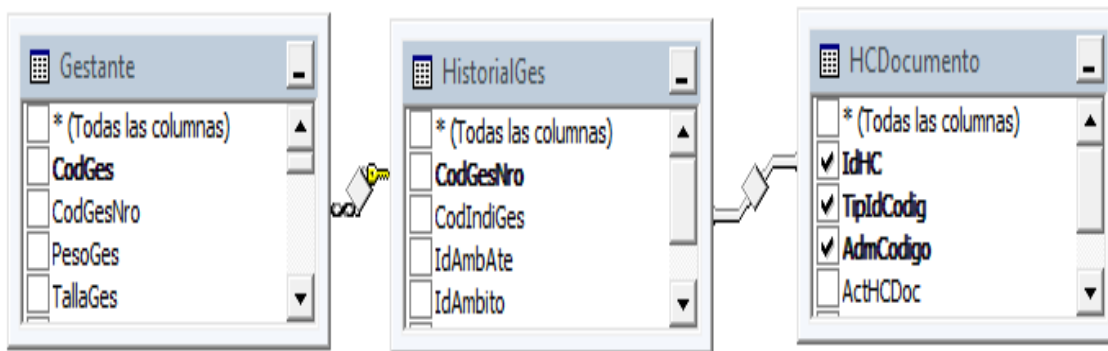 Gestante
* (Todas las columnas)
CodGes
CodGesNro
PesoGes
TallaGes
HistorialGes
* (Todas las columnas)
CodGesNro
CodIndiGes
IdAmbAte
IdAmbito
HCDocumento
* (Todas las columnas)
IdHC
TipIdCodig
AdmCodigo
ActHCDoc